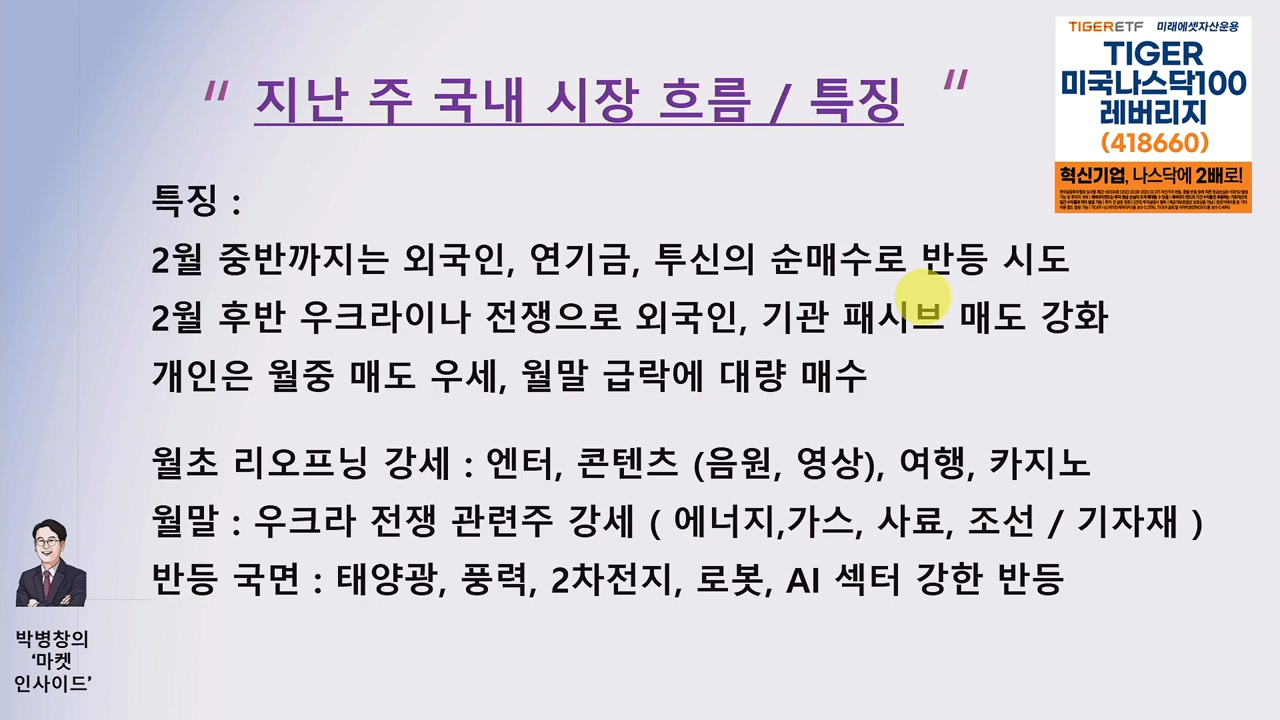 " 지난 주 국내 시장 흐름 / 특징 "
TIGERETF 미래에셋자산운용
TIGER
미국나스닥100
레버리지
(418660)
혁신기업, 나스닥에 2배로!
특징 :
2월 중반까지는 외국인, 연기금, 투신의 순매수로 반등 시도
2월 후반 우크라이나 전쟁으로 외국인, 기관 패시브 매도 강화
개인은 월중 매도 우세, 월말 급락에 대량 매수
월초 리오프닝 강세 : 엔터, 콘텐츠 (음원, 영상), 여행, 카지노
월말 : 우크라 전쟁 관련주 강세 ( 에너지,가스, 사료, 조선 / 기자재 )
반등 국면 : 태양광, 풍력, 2차전지, 로봇, AI 섹터 강한 반등
박병창의
‘마켓
인사이드’